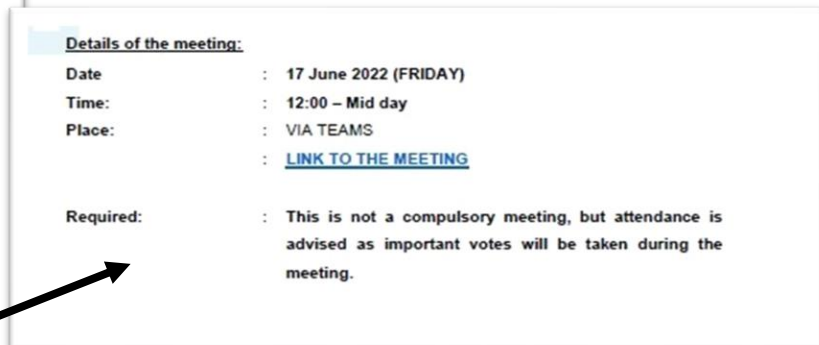 Details of the meeting:
Date : 17 June 2022 (FRIDAY)
Time: : 12:00 – Mid day
Place: : VIA TEAMS
: LINK TO THE MEETING
Required: : This is not a compulsory meeting, but attendance is
advised as important votes will be taken during the
meeting.